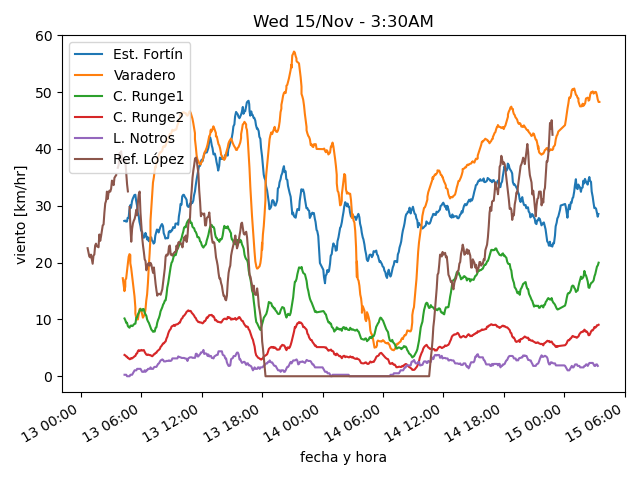 Wed 15/Nov - 3:30AM
60
50
40
30
20
10
0
viento [km/hr]
Est. Fortín
Varadero
C. Runge1
C. Runge2
L. Notros
Ref. López
13 00:00
13 06:00
13 12:00
13 18:00
14 00:00
14 06:00
14 12:00
14 18:00
15 00:00
15 06:00
fecha y hora